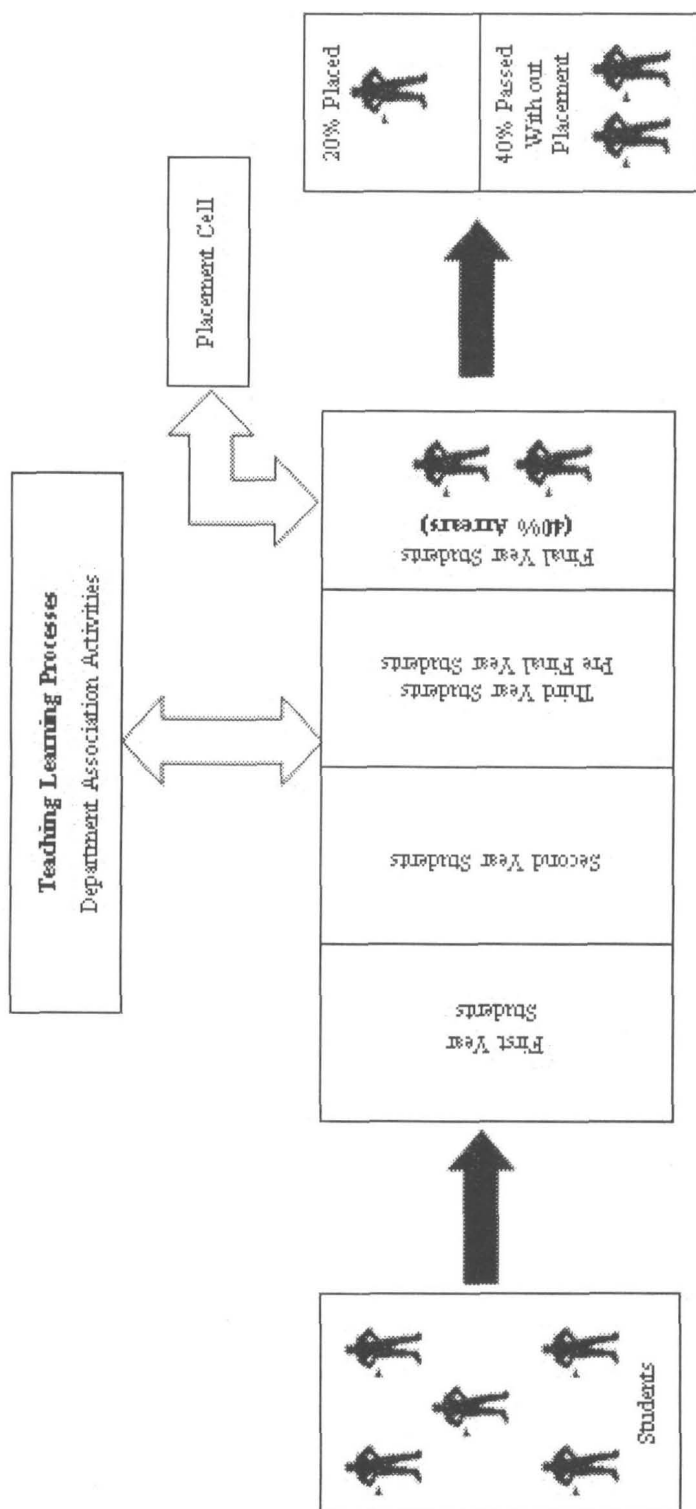 Teaching Learning Processes
Department Association Activities
Placement Cell
Students
First Year
Students
Second Year Students
Third Year Students
Pre Final Year Students
Final Year Students
(40% Arrears)
20% Placed
40% Passed
With out
Placement